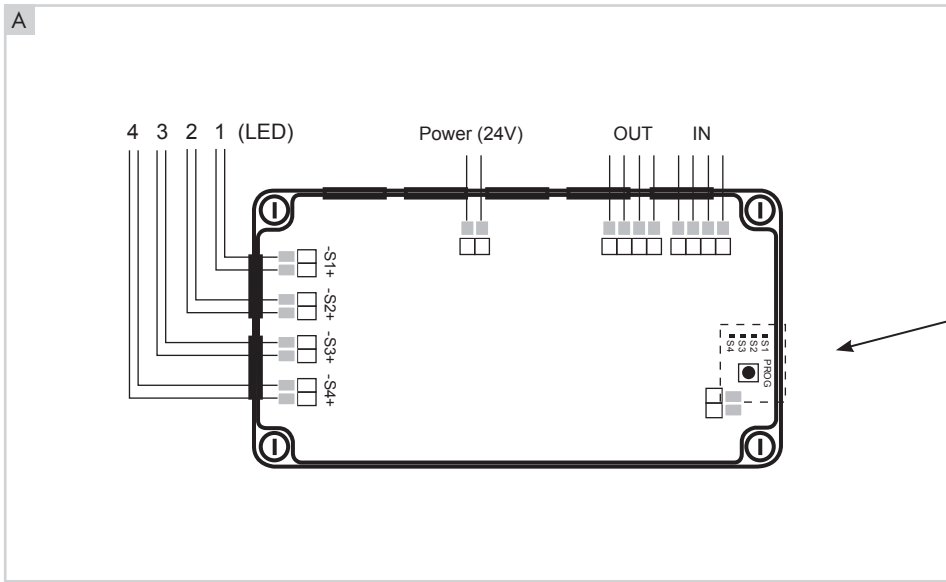 A
4 3 2 1 (LED)
Power (24V)
OUT
IN
-S1+
-S2+
-S3+
-S4+
S1
S2
S3
S4
PROG